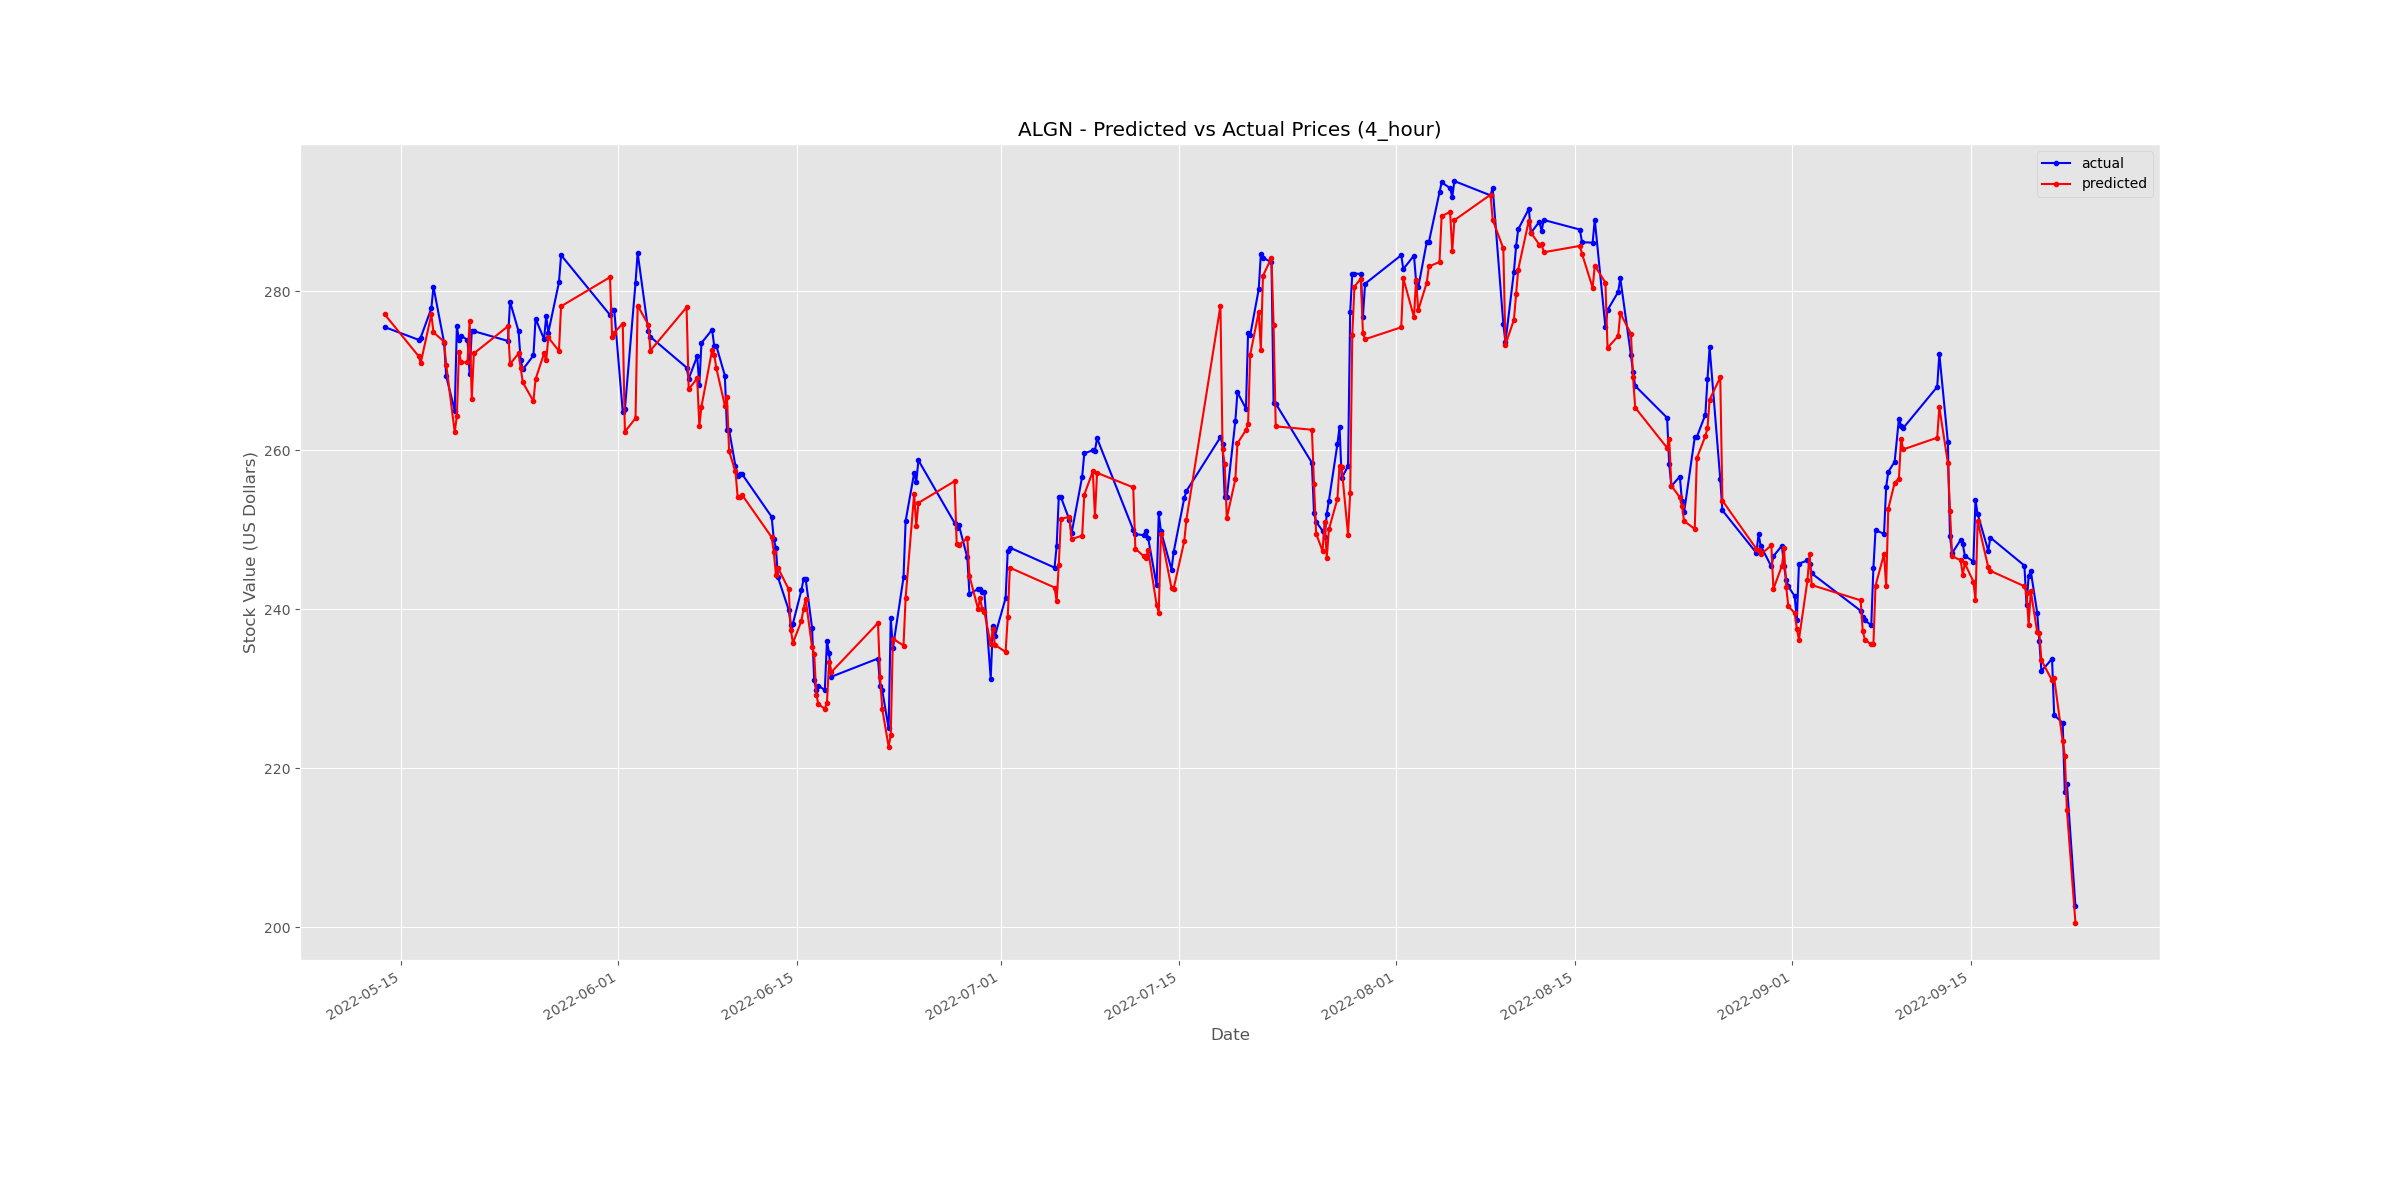 ALGN - Predicted vs Actual Prices (4_hour)
actual
predicted
Stock Value (US Dollars)
280
260
240
220
200
2022-05-15
2022-06-01
2022-06-15
2022-07-01
2022-07-15
2022-08-01
2022-08-15
2022-09-01
2022-09-15
Date